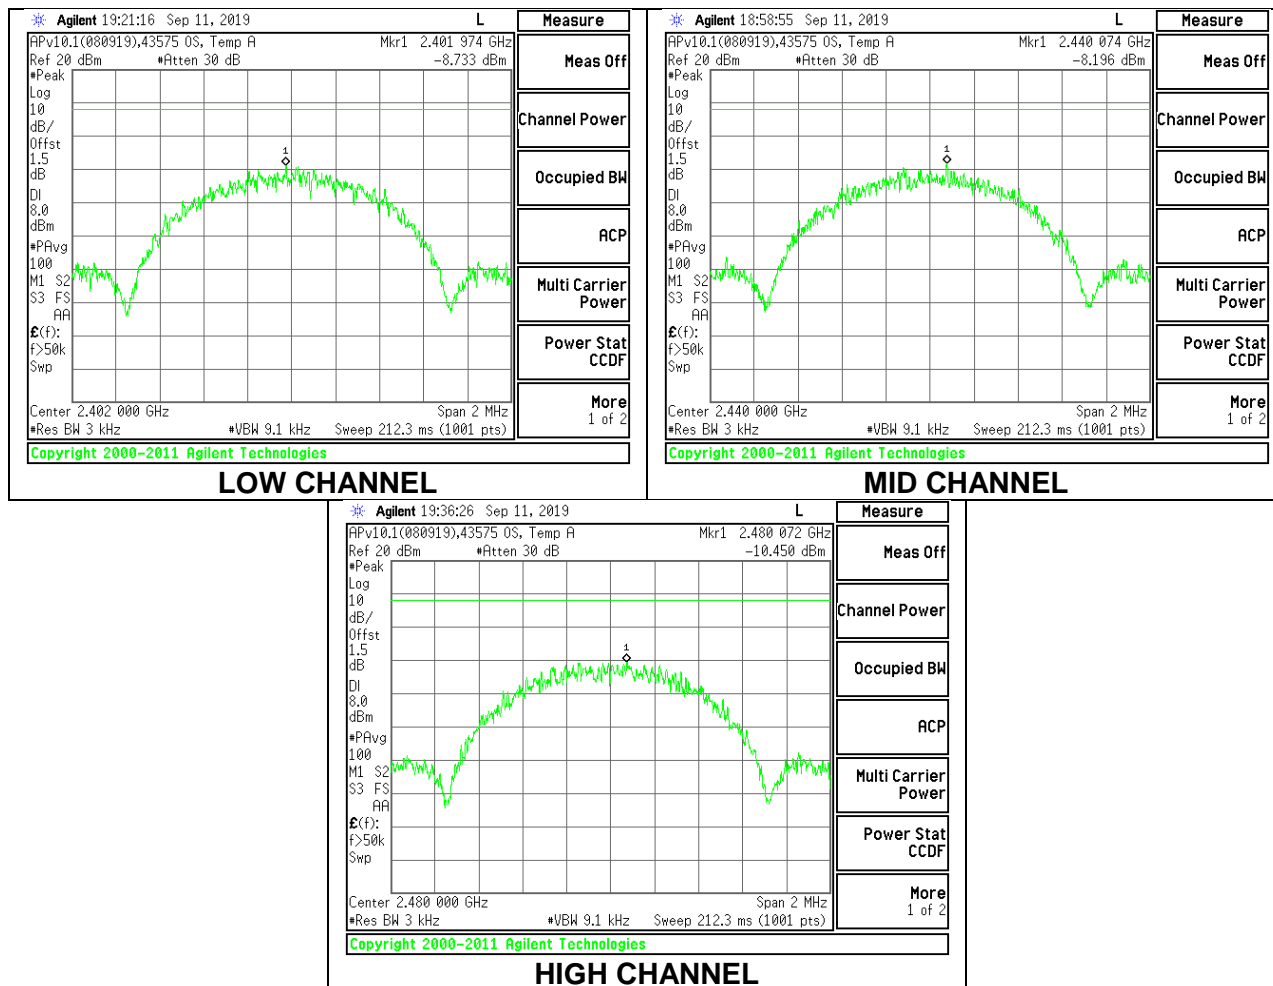 Agilent 19:21:16 Sep 11, 2019 L Measure
APv10.1(080919),43575 OS, Temp A Mkr1 2.401 974 GHz
Ref 20 dBm #Atten 30 dB -8.733 dBm
Meas Off
#Peak
Log
10
dB/
Channel Power
Offst
1.5
dB
1
Occupied BW
DI
8.0
dBm
ACP
#PAvg
100
M1 S2
S3 FS
AA
Multi Carrier
Power
£(f):
f>50k
Swp
Power Stat
CCDF
More
1 of 2
Center 2.402 000 GHz Span 2 MHz
#Res BW 3 kHz #VBW 9.1 kHz Sweep 212.3 ms (1001 pts)
Copyright 2000-2011 Agilent Technologies
LOW CHANNEL
Agilent 18:58:55 Sep 11, 2019 L Measure
APv10.1(080919),43575 OS, Temp A Mkr1 2.440 074 GHz
Ref 20 dBm #Atten 30 dB -8.196 dBm
Meas Off
#Peak
Log
10
dB/
Channel Power
Offst
1.5
dB
1
Occupied BW
DI
8.0
dBm
ACP
#PAvg
100
M1 S2
S3 FS
AA
Multi Carrier
Power
£(f):
f>50k
Swp
Power Stat
CCDF
More
1 of 2
Center 2.440 000 GHz Span 2 MHz
#Res BW 3 kHz #VBW 9.1 kHz Sweep 212.3 ms (1001 pts)
Copyright 2000-2011 Agilent Technologies
MID CHANNEL
Agilent 19:36:26 Sep 11, 2019 L Measure
APv10.1(080919),43575 OS, Temp A Mkr1 2.480 072 GHz
Ref 20 dBm #Atten 30 dB -10.450 dBm
Meas Off
#Peak
Log
10
dB/
Channel Power
Offst
1.5
dB
1
Occupied BW
DI
8.0
dBm
ACP
#PAvg
100
M1 S2
S3 FS
AA
Multi Carrier
Power
£(f):
f>50k
Swp
Power Stat
CCDF
More
1 of 2
Center 2.480 000 GHz Span 2 MHz
#Res BW 3 kHz #VBW 9.1 kHz Sweep 212.3 ms (1001 pts)
Copyright 2000-2011 Agilent Technologies
HIGH CHANNEL